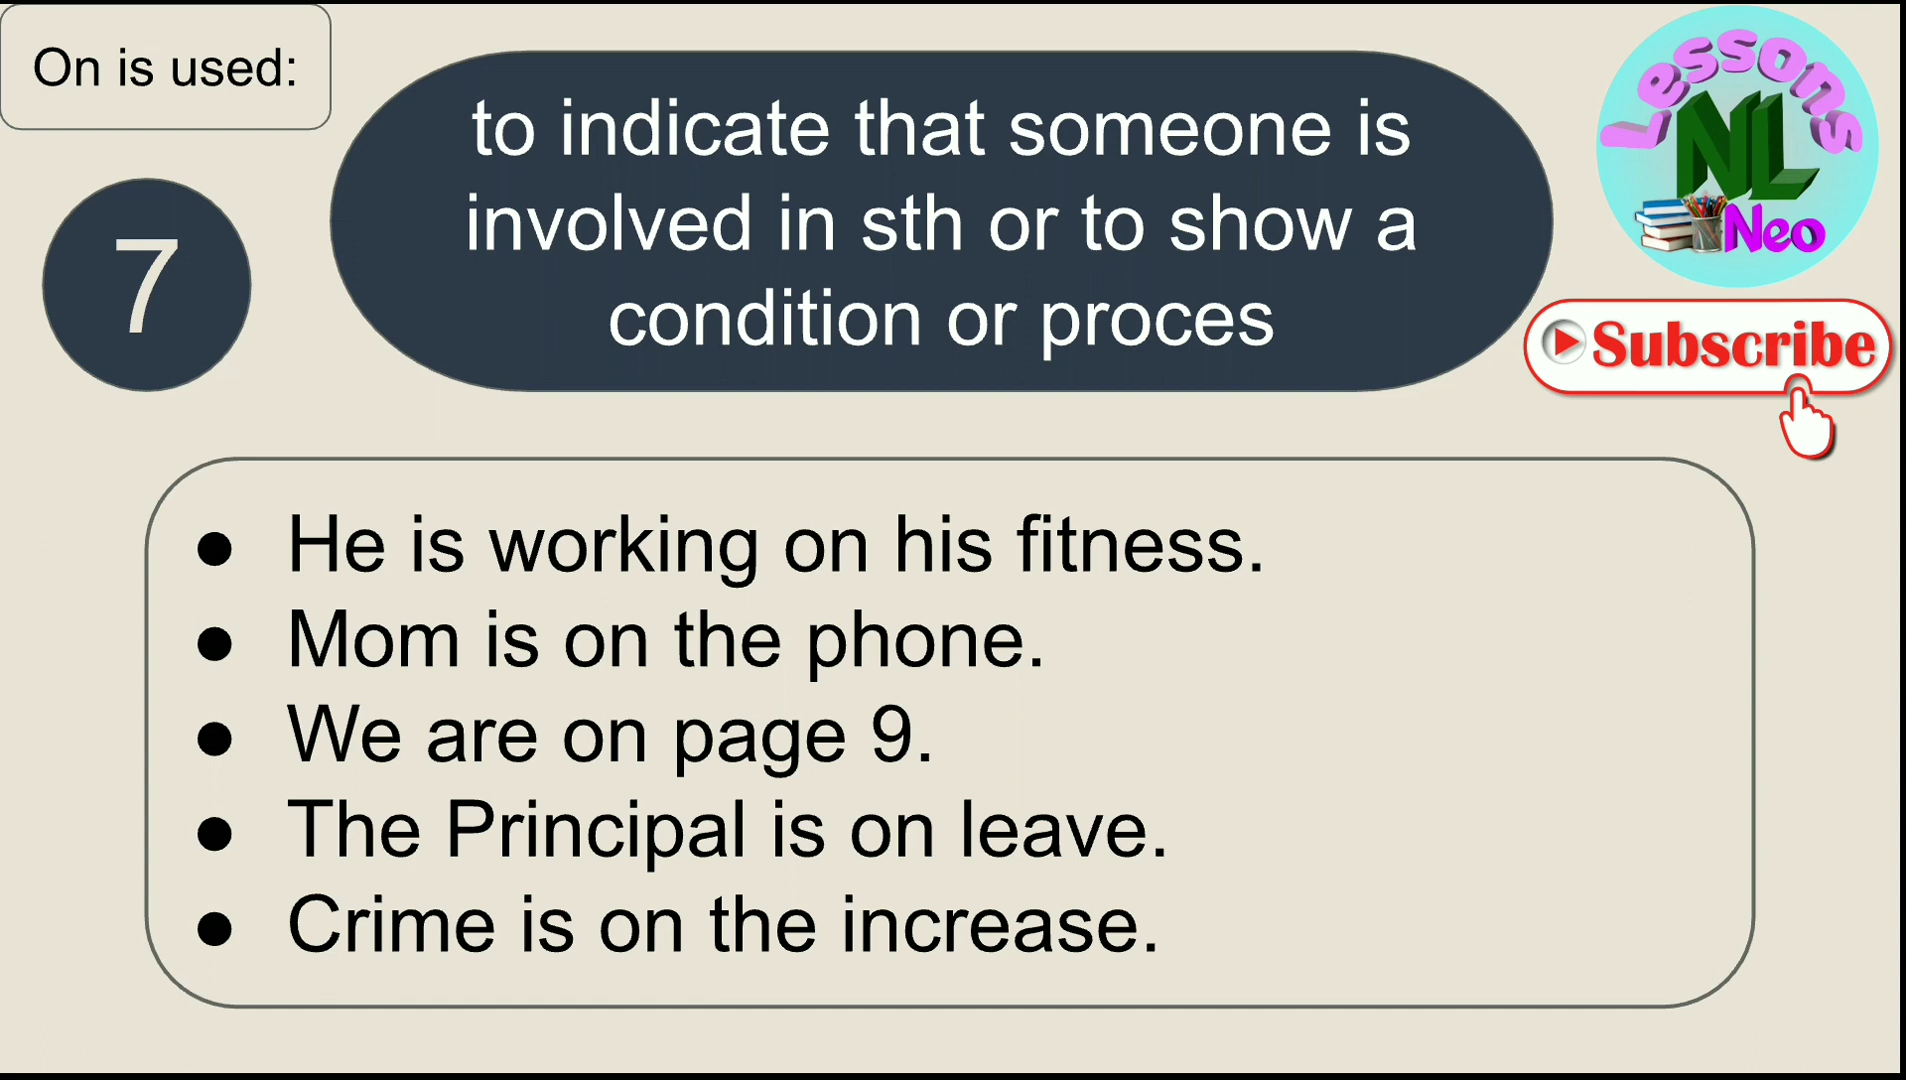 On is used:
7
to indicate that someone is
involved in sth or to show a
condition or proces
Lessons
NL
Neo
Subscribe
● He is working on his fitness.
● Mom is on the phone.
● We are on page 9.
● The Principal is on leave.
● Crime is on the increase.